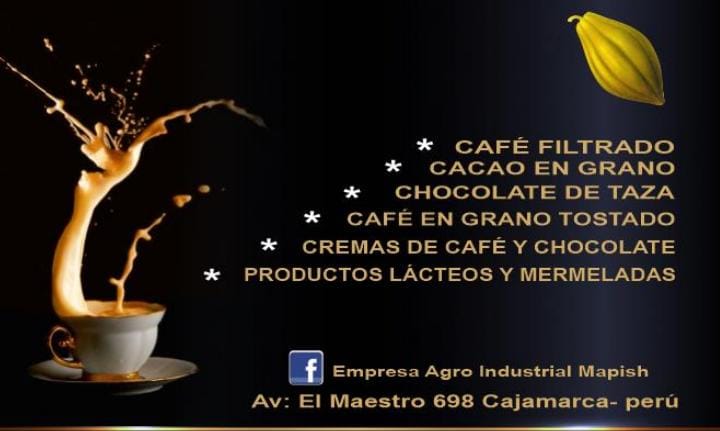 * CAFÉ FILTRADO
* CACAO EN GRANO
* CHOCOLATE DE TAZA
* CAFÉ EN GRANO TOSTADO
* CREMAS DE CAFÉ Y CHOCOLATE
* PRODUCTOS LÁCTEOS Y MERMELADAS
f Empresa Agro Industrial Mapish
Av: El Maestro 698 Cajamarca- perú